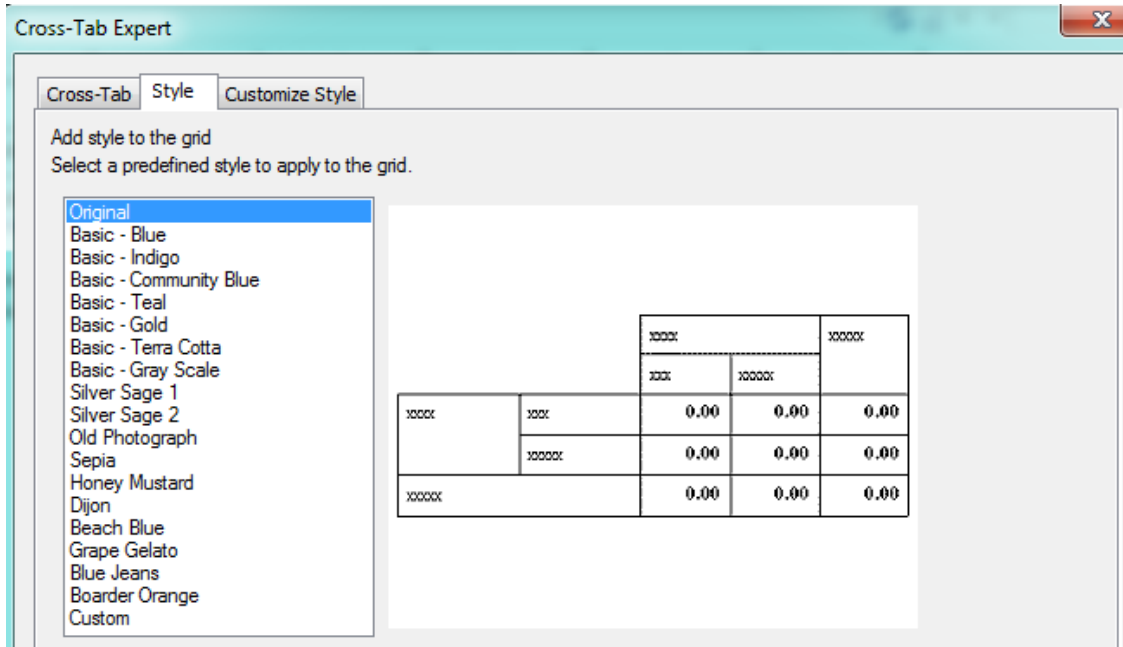 Cross-Tab Expert
x
Cross-Tab Style Customize Style
Add style to the grid
Select a predefined style to apply to the grid.
Original
Basic - Blue
Basic - Indigo
Basic - Community Blue
Basic - Teal
Basic - Gold
Basic - Terra Cotta
Basic - Gray Scale
Silver Sage 1
Silver Sage 2
Old Photograph
Sepia
Honey Mustard
Dijon
Beach Blue
Grape Gelato
Blue Jeans
Boarder Orange
Custom
xxxx xxxxx
xxx xxxxx
xxxx xxx 0.00 0.00 0.00
xxxxx 0.00 0.00 0.00
xxxxx 0.00 0.00 0.00